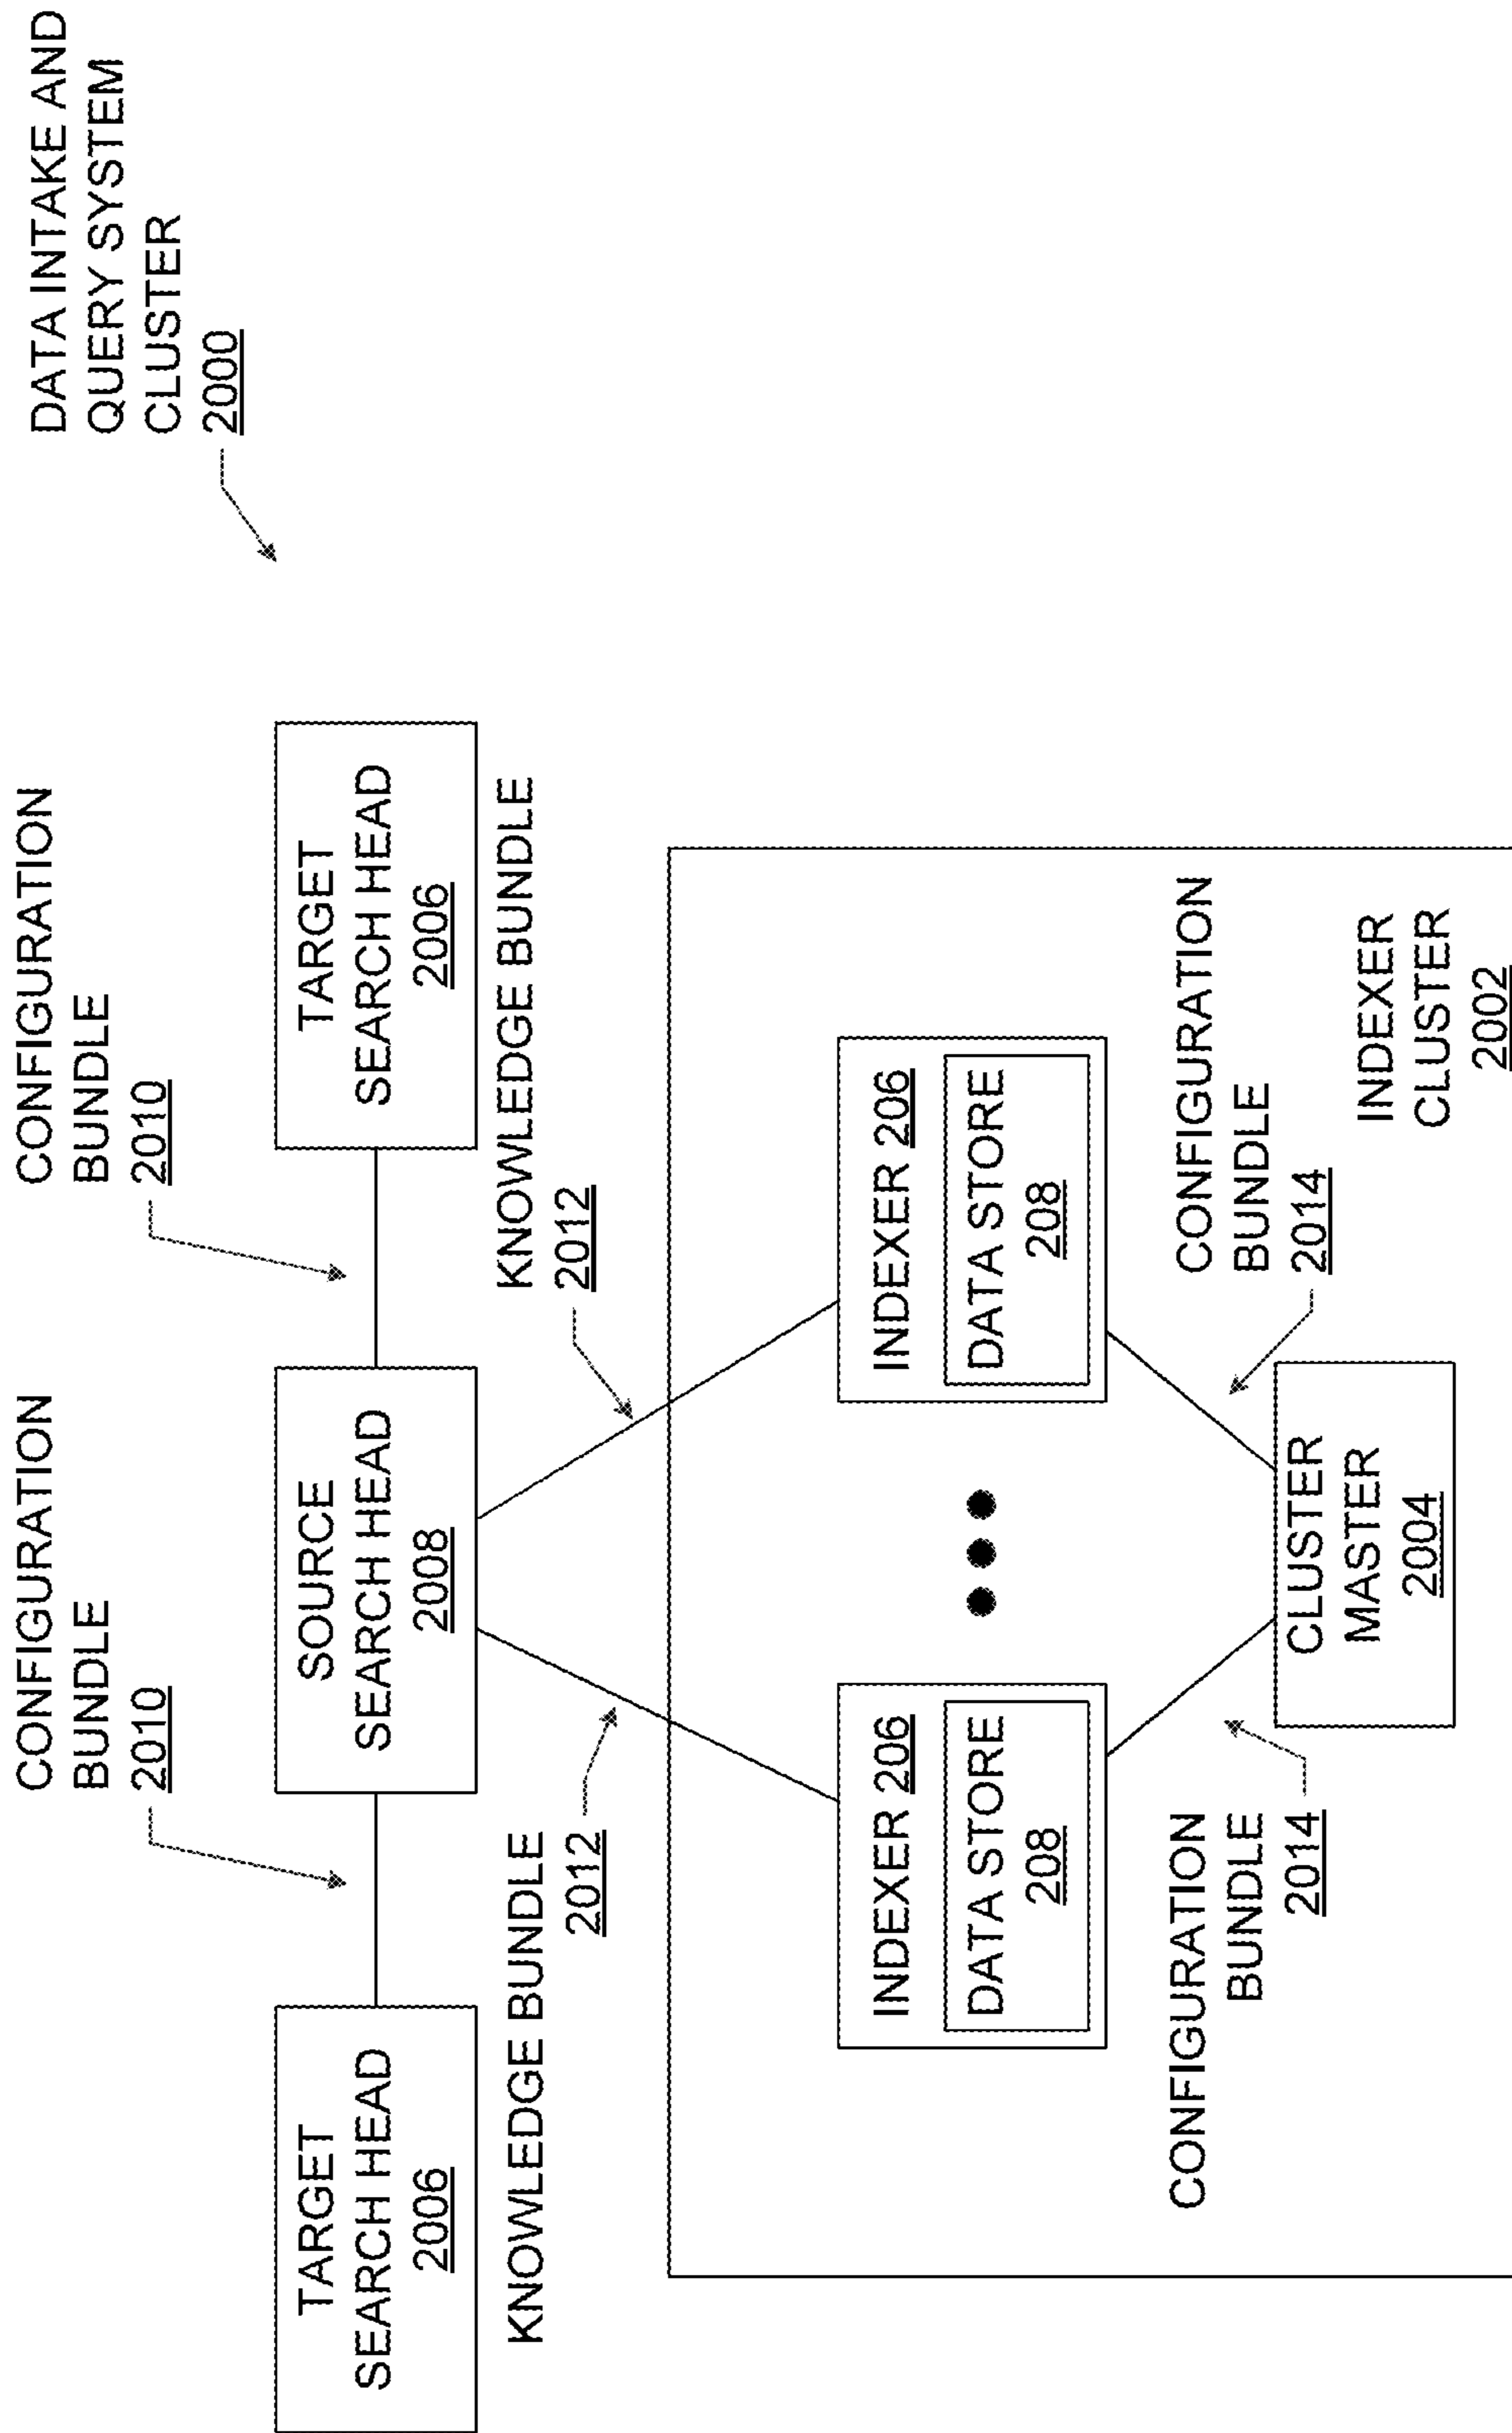 DATA INTAKE AND
QUERY SYSTEM
CLUSTER
2000
CONFIGURATION
BUNDLE
2010
CONFIGURATION
BUNDLE
2010
TARGET
SEARCH HEAD
2006
SOURCE
SEARCH HEAD
2008
TARGET
SEARCH HEAD
2006
KNOWLEDGE BUNDLE
2012
KNOWLEDGE BUNDLE
2012
INDEXER 206
DATA STORE
208
INDEXER 206
DATA STORE
208
CONFIGURATION
BUNDLE
2014
CONFIGURATION
BUNDLE
2014
CLUSTER
MASTER
2004
INDEXER
CLUSTER
2002